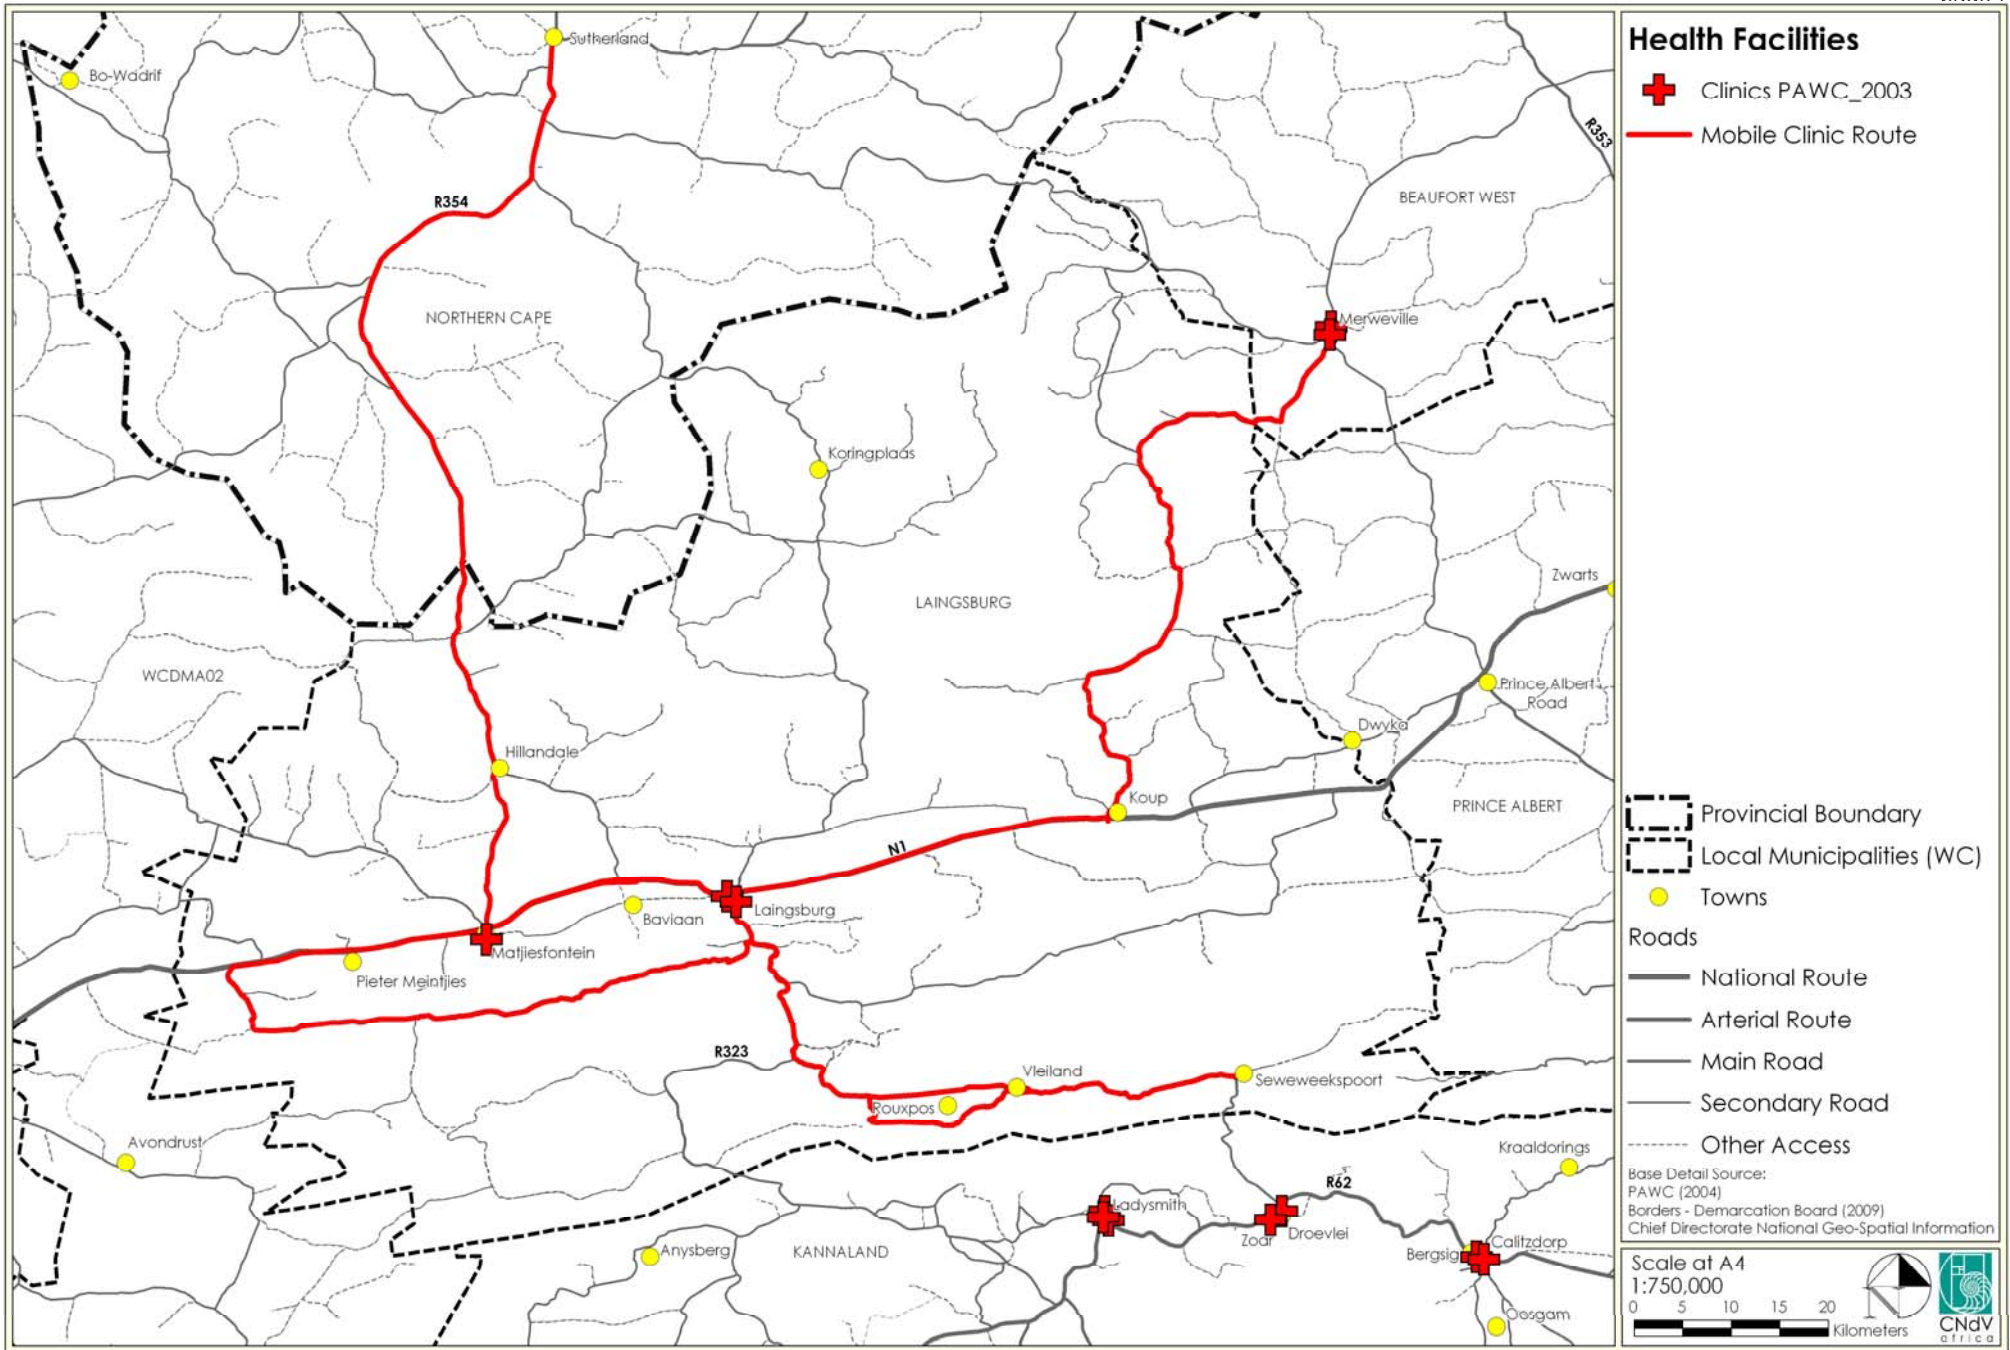 Sutherland
Bo-Wadrif
R353
R354
BEAUFORT WEST
NORTHERN CAPE
Merweville
Koringplaas
Zwarts
LAINGSBURG
WCDMA02
Prince Albert
Road
Dwyka
Hillandale
Koup
PRINCE ALBERT
N1
Baviaan
Laingsburg
Matjiesfontein
Pieter Meintjies
R323
Vleiland
Seweweekspoort
Rouxpos
Avondrust
Kraaldorings
R62
Ladysmith
Zoar
Droevlei
Anysberg
KANNALAND
Bergsig
Calitzdorp
Oosgam
Health Facilities
Clinics PAWC_2003
Mobile Clinic Route
Provincial Boundary
Local Municipalities (WC)
Towns
Roads
National Route
Arterial Route
Main Road
Secondary Road
Other Access
Base Detail Source:
PAWC (2004)
Borders - Demarcation Board (2009)
Chief Directorate National Geo-Spatial Information
Scale at A4
1:750,000
0 5 10 15 20
Kilometers
N
CNdV
africa